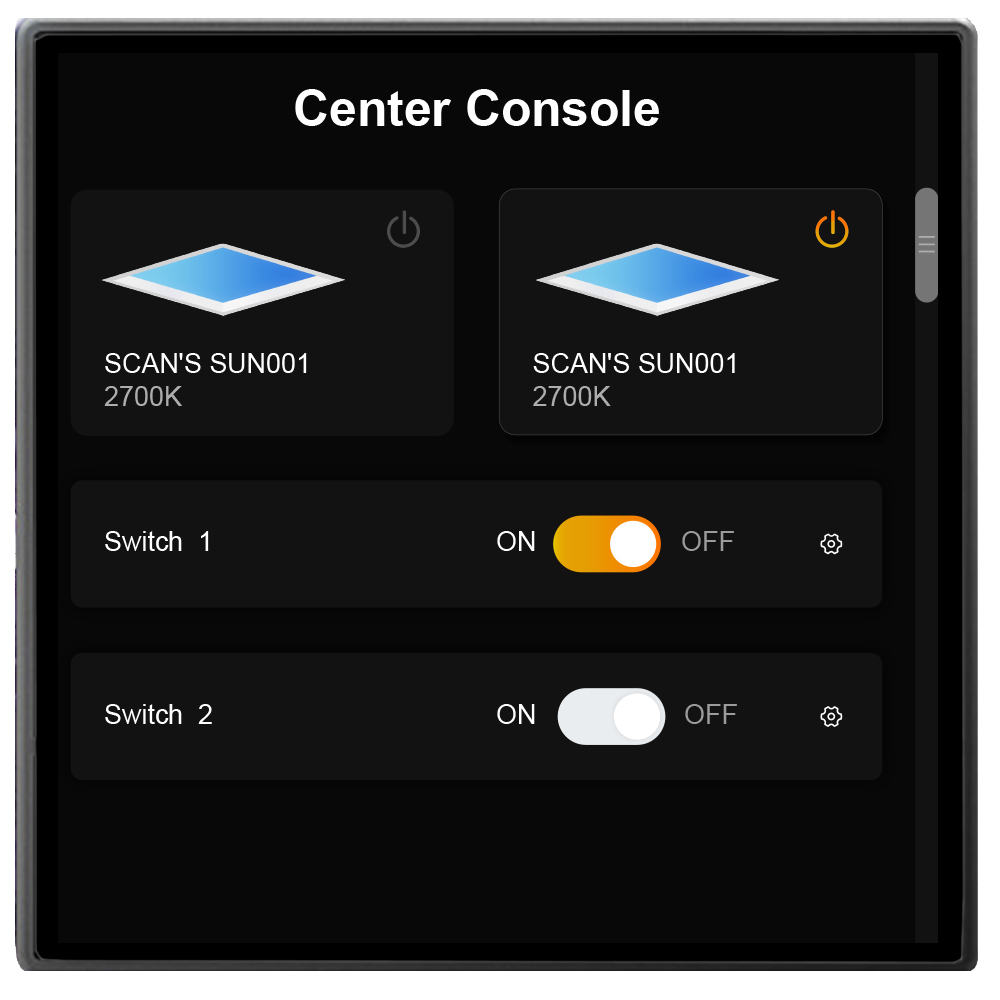 Center Console
SCAN'S SUN001
2700K
SCAN'S SUN001
2700K
Switch 1
ON OFF
Switch 2
ON OFF